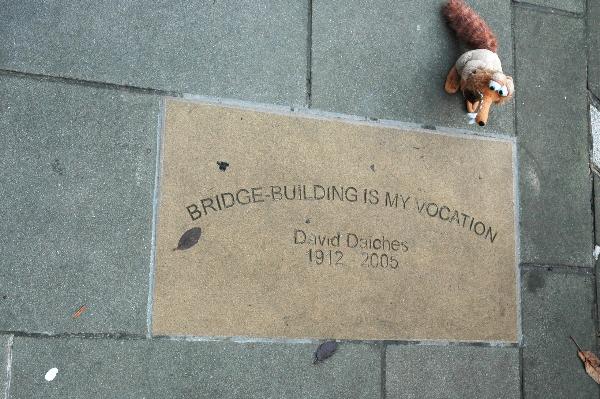 BRIDGE-BUILDING IS MY VOCATION
David Daiches
1912 2005